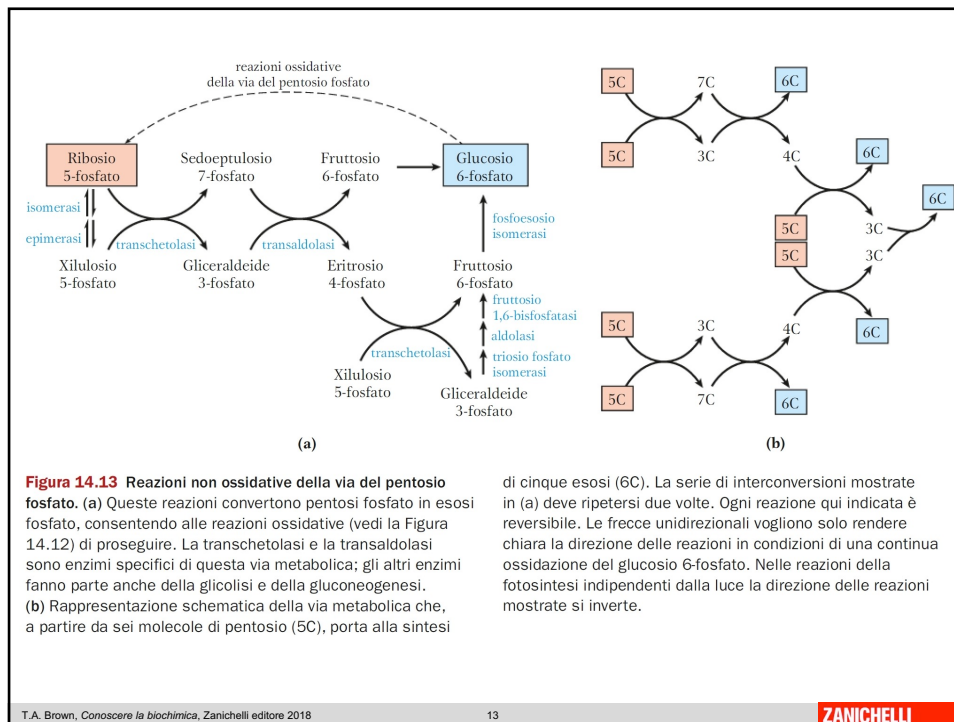 reazioni ossidative
della via del pentosio fosfato
Ribosio
5-fosfato
Sedoeptulosio
7-fosfato
Fruttosio
6-fosfato
Glucosio
6-fosfato
isomerasi
epimerasi
transchetolasi
transaldolasi
fosfoesosio
isomerasi
Xilulosio
5-fosfato
Gliceraldeide
3-fosfato
Eritrosio
4-fosfato
Fruttosio
6-fosfato
fruttosio
1,6-bisfosfatasi
aldolasi
transchetolasi
triosio fosfato
isomerasi
Xilulosio
5-fosfato
Gliceraldeide
3-fosfato
(a)
5C 7C 6C
5C 3C 4C 6C
6C
5C 3C
5C 3C
5C 3C 4C 6C
5C 7C 6C
(b)
Figura 14.13 Reazioni non ossidative della via del pentosio
fosfato. (a) Queste reazioni convertono pentosi fosfato in esosi
fosfato, consentendo alle reazioni ossidative (vedi la Figura
14.12) di proseguire. La transchetolasi e la transaldolasi
sono enzimi specifici di questa via metabolica; gli altri enzimi
fanno parte anche della glicolisi e della gluconeogenesi.
(b) Rappresentazione schematica della via metabolica che,
a partire da sei molecole di pentosio (5C), porta alla sintesi
di cinque esosi (6C). La serie di interconversioni mostrate
in (a) deve ripetersi due volte. Ogni reazione qui indicata è
reversibile. Le frecce unidirezionali vogliono solo rendere
chiara la direzione delle reazioni in condizioni di una continua
ossidazione del glucosio 6-fosfato. Nelle reazioni della
fotosintesi indipendenti dalla luce la direzione delle reazioni
mostrate si inverte.
T.A. Brown, Conoscere la biochimica, Zanichelli editore 2018
13
ZANICHELLI